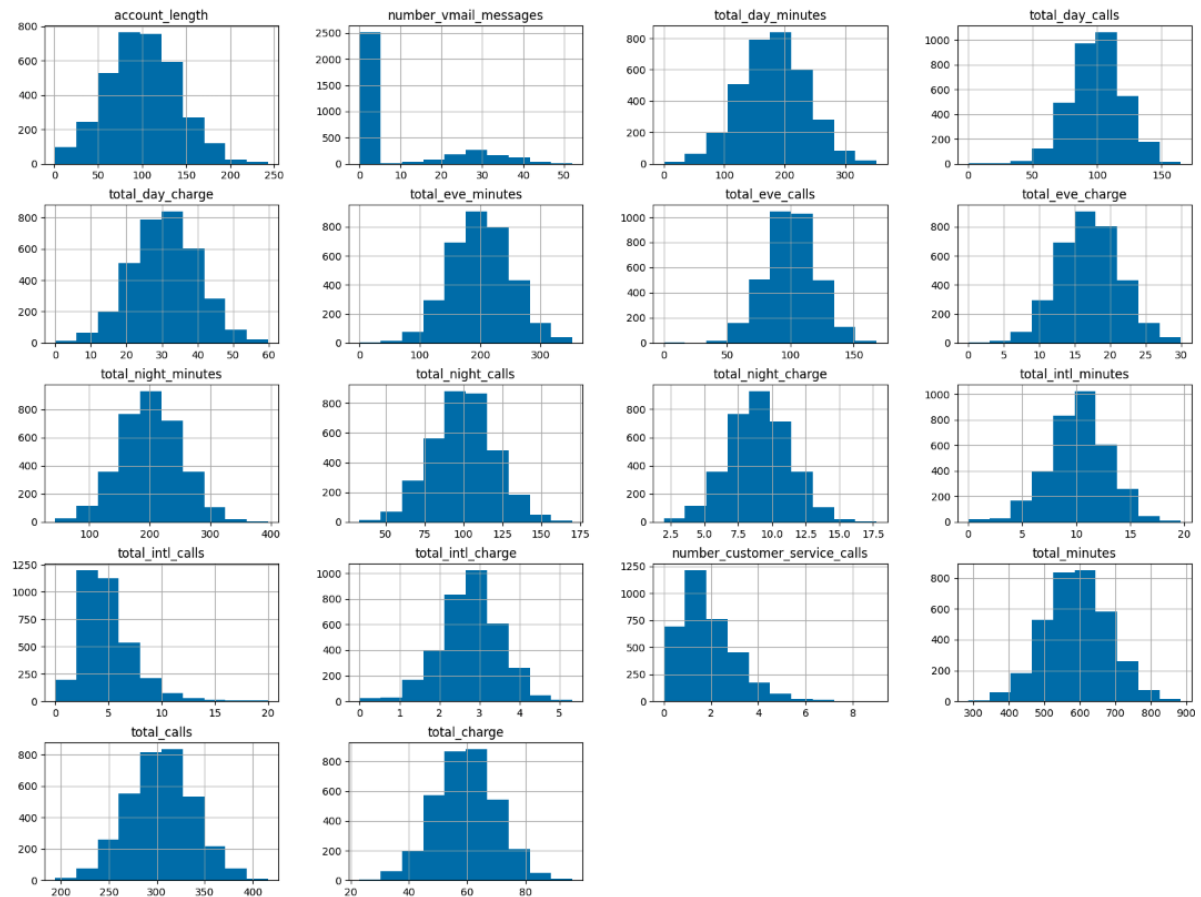 account_length number_vmail_messages total_day_minutes total_day_calls
800 2500 800 1000
600 2000 600 800
400 1500 400 600
200 1000 200 400
0 500 0 200
0 0
0 50 100 150 200 250 0 10 20 30 40 50 0 100 200 300 0 50 100 150
total_day_charge total_eve_minutes total_eve_calls total_eve_charge
800 800 1000 800
600 600 800 600
400 400 600 400
200 200 400 200
0 0 200 0
0
0 10 20 30 40 50 60 0 100 200 300 0 50 100 150 0 5 10 15 20 25 30
total_night_minutes total_night_calls total_night_charge total_intl_minutes
800 800 800 1000
600 600 600 800
400 400 400 600
200 200 200 400
0 0 0 200
0
100 200 300 400 50 75 100 125 150 175 2.5 5.0 7.5 10.0 12.5 15.0 17.5 0 5 10 15 20
total_intl_calls total_intl_charge number_customer_service_calls total_minutes
1250 1000 1250 800
1000 800 1000 600
750 600 750 400
500 400 500 200
250 200 250 0
0 0 0
0 5 10 15 20 0 1 2 3 4 5 0 2 4 6 8 300 400 500 600 700 800 900
total_calls total_charge
800 800
600 600
400 400
200 200
0 0
200 250 300 350 400 20 40 60 80